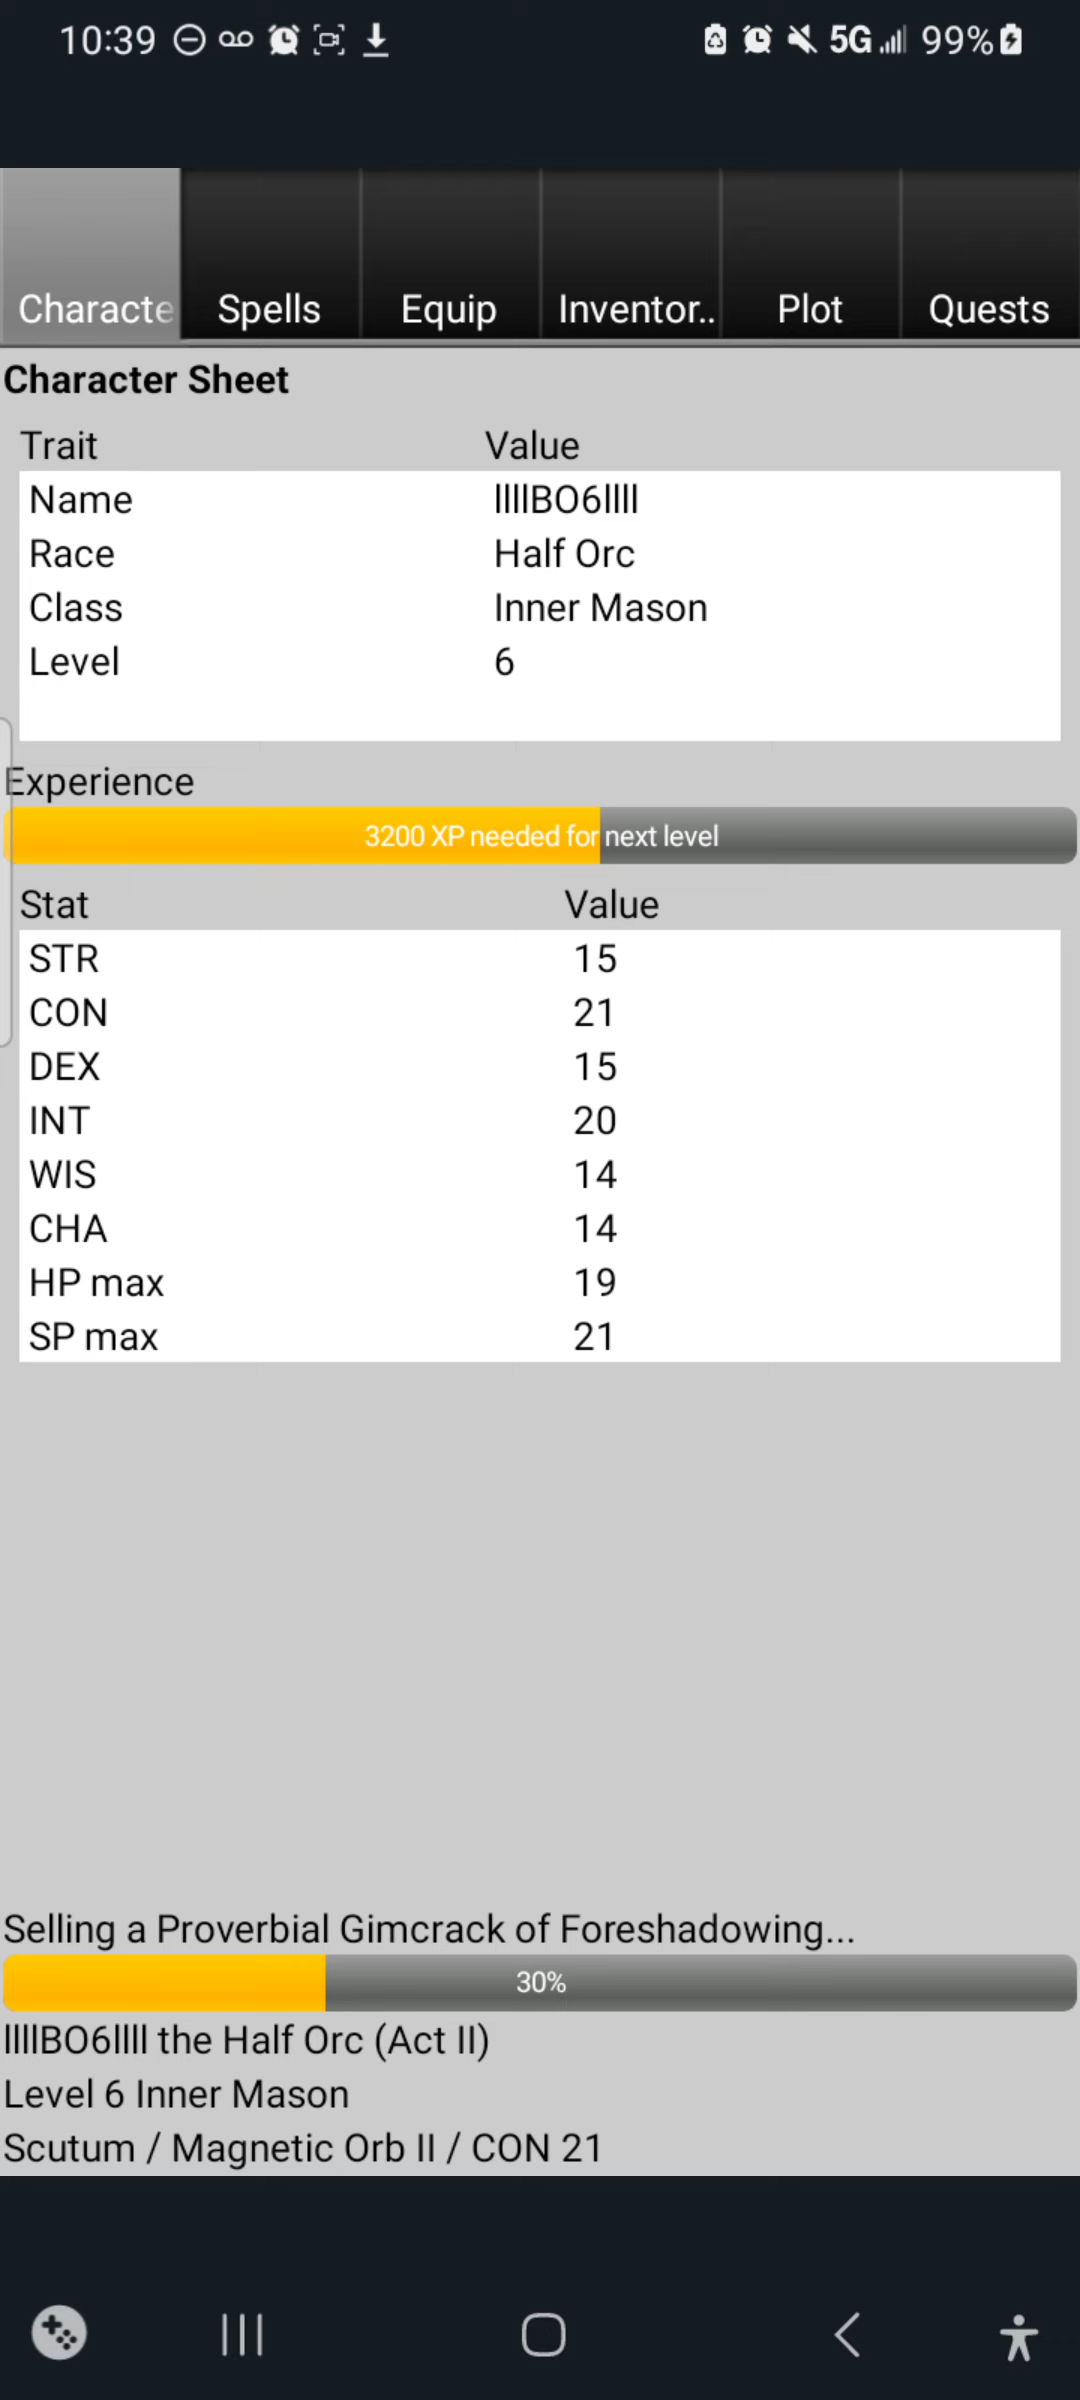 10:39 5G 99%
Characte Spells Equip Inventor.. Plot Quests
Character Sheet
Trait Value
Name llllBO6llll
Race Half Orc
Class Inner Mason
Level 6
Experience
3200 XP needed for next level
Stat Value
STR 15
CON 21
DEX 15
INT 20
WIS 14
CHA 14
HP max 19
SP max 21
Selling a Proverbial Gimcrack of Foreshadowing...
30%
llllBO6llll the Half Orc (Act II)
Level 6 Inner Mason
Scutum / Magnetic Orb II / CON 21